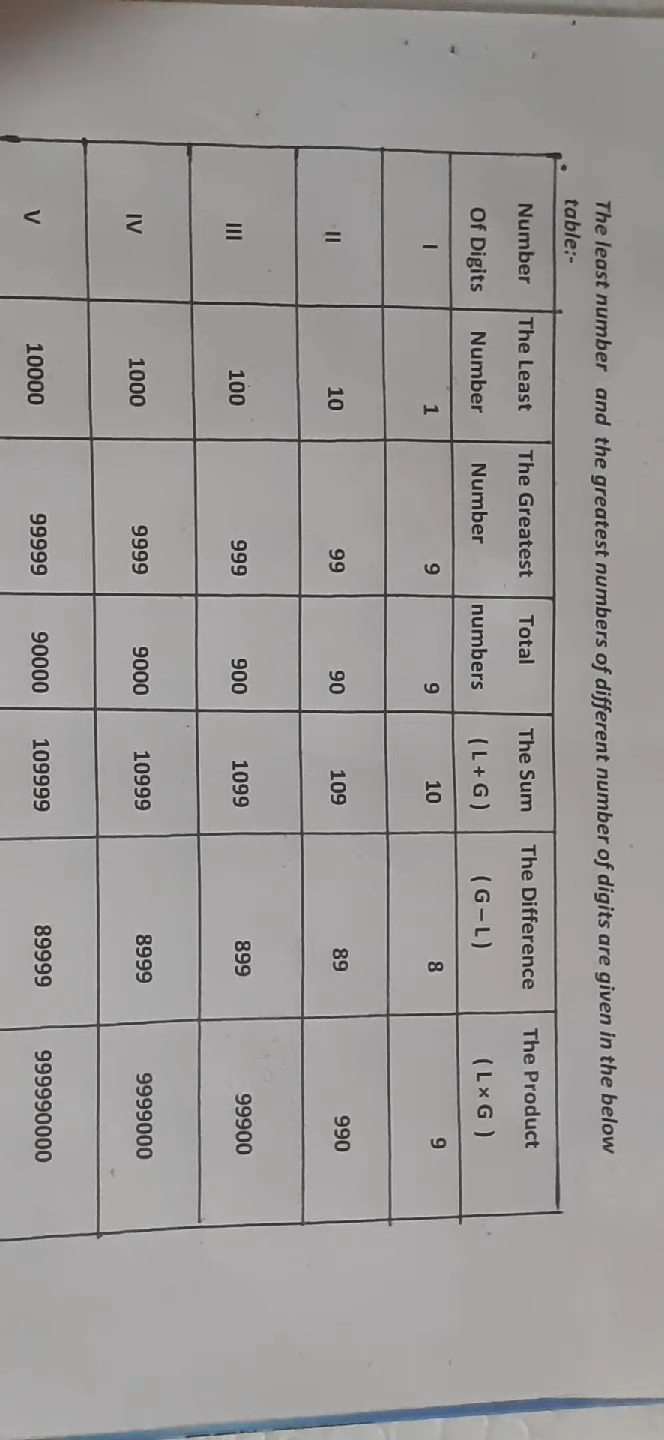 The least number and the greatest numbers of different number of digits are given in the below
table:-
Number Of Digits | The Least Number | The Greatest Number | Total numbers | The Sum ( L + G ) | The Difference ( G – L ) | The Product ( L x G )
I 1 9 9 10 8 9
II 10 99 90 109 89 990
III 100 999 900 1099 899 99900
IV 1000 9999 9000 10999 8999 9999000
V 10000 99999 90000 109999 89999 999990000